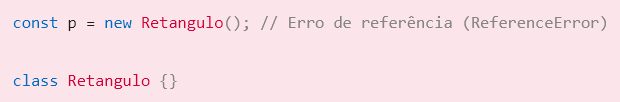 const p = new Retangulo(); // Erro de referência (ReferenceError)
class Retangulo {}